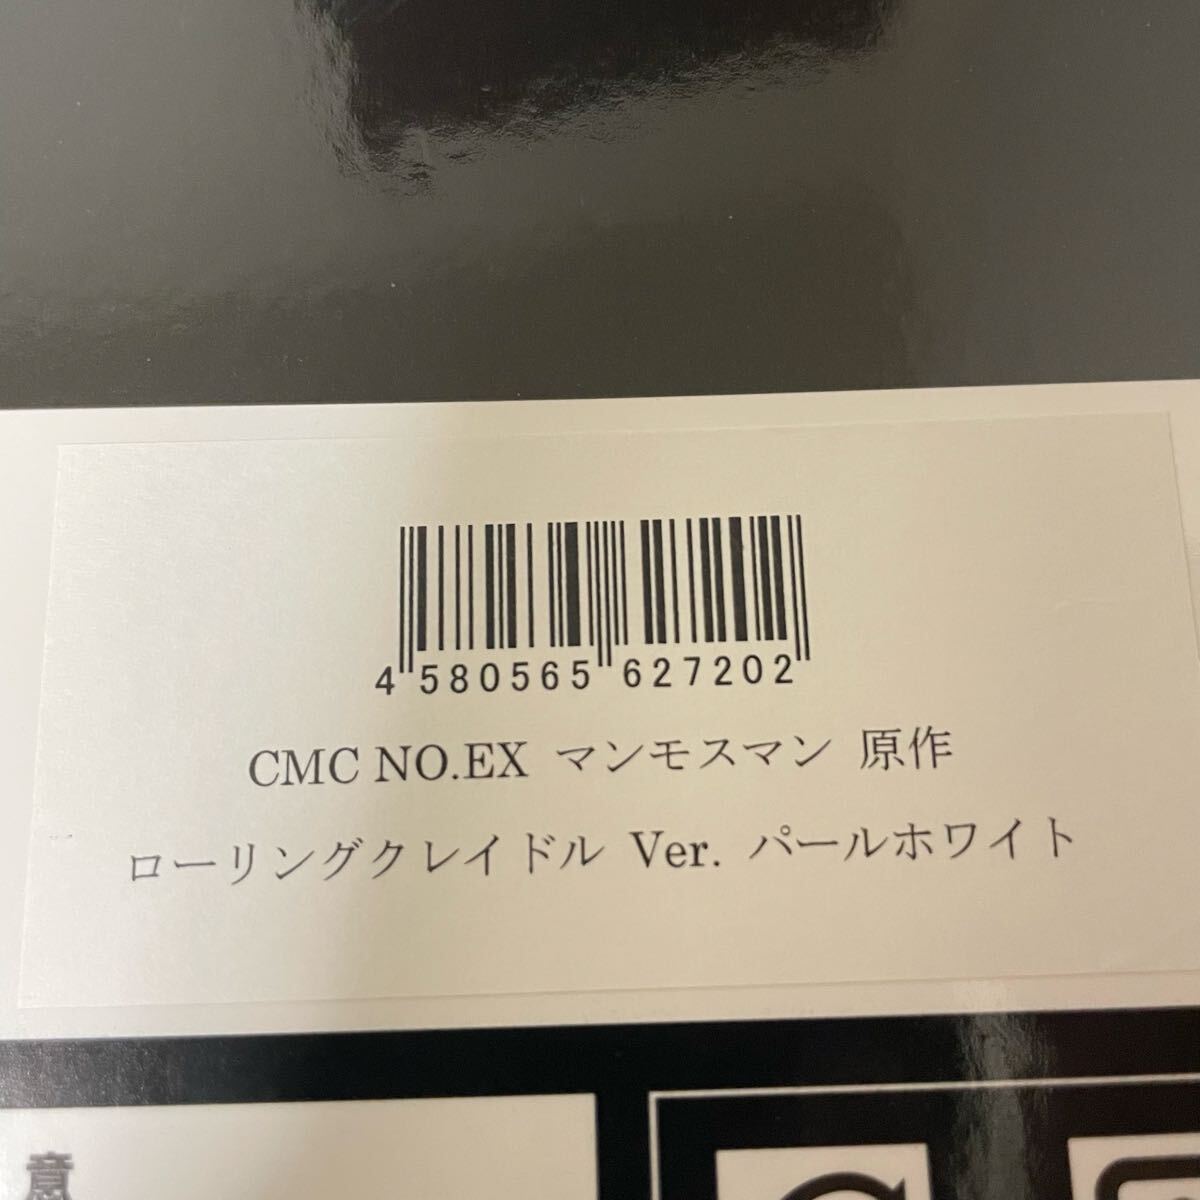 4 580565 627202
CMC NO.EX マンモスマン 原作
ローリングクレイドル Ver. パールホワイト
意